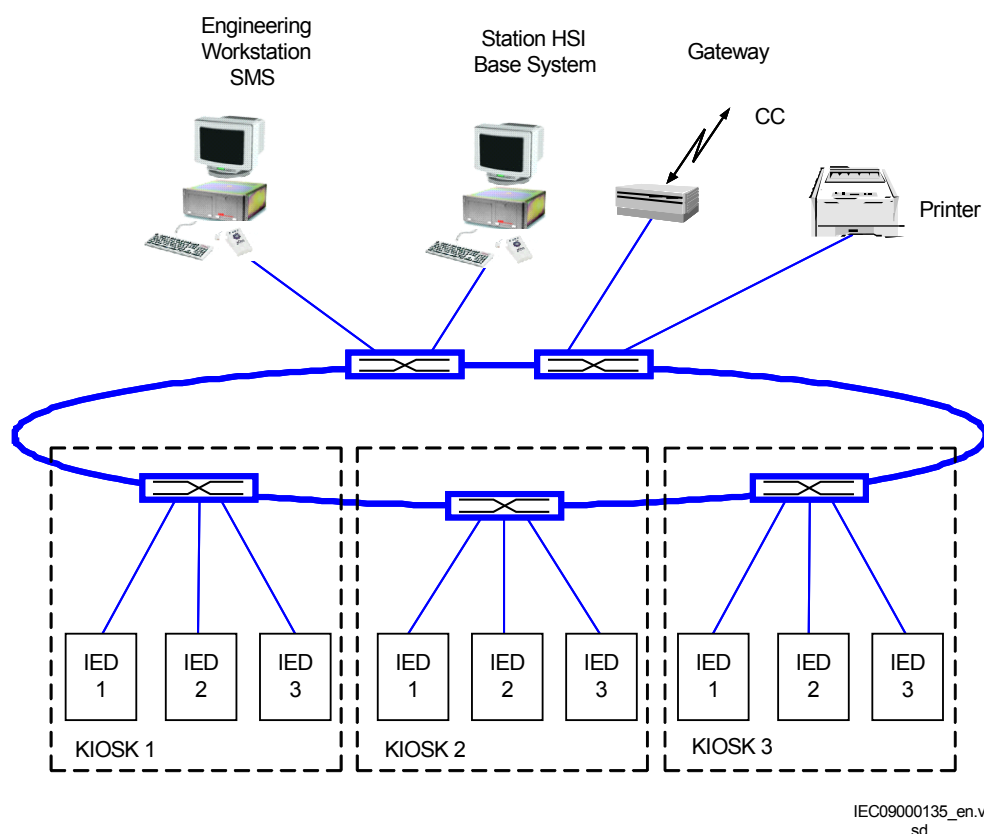 Engineering
Workstation
SMS
Station HSI
Base System
Gateway
CC
Printer
IED
1
IED
2
IED
3
KIOSK 1
IED
1
IED
2
IED
3
KIOSK 2
IED
1
IED
2
IED
3
KIOSK 3
IEC09000135_en.v
sd